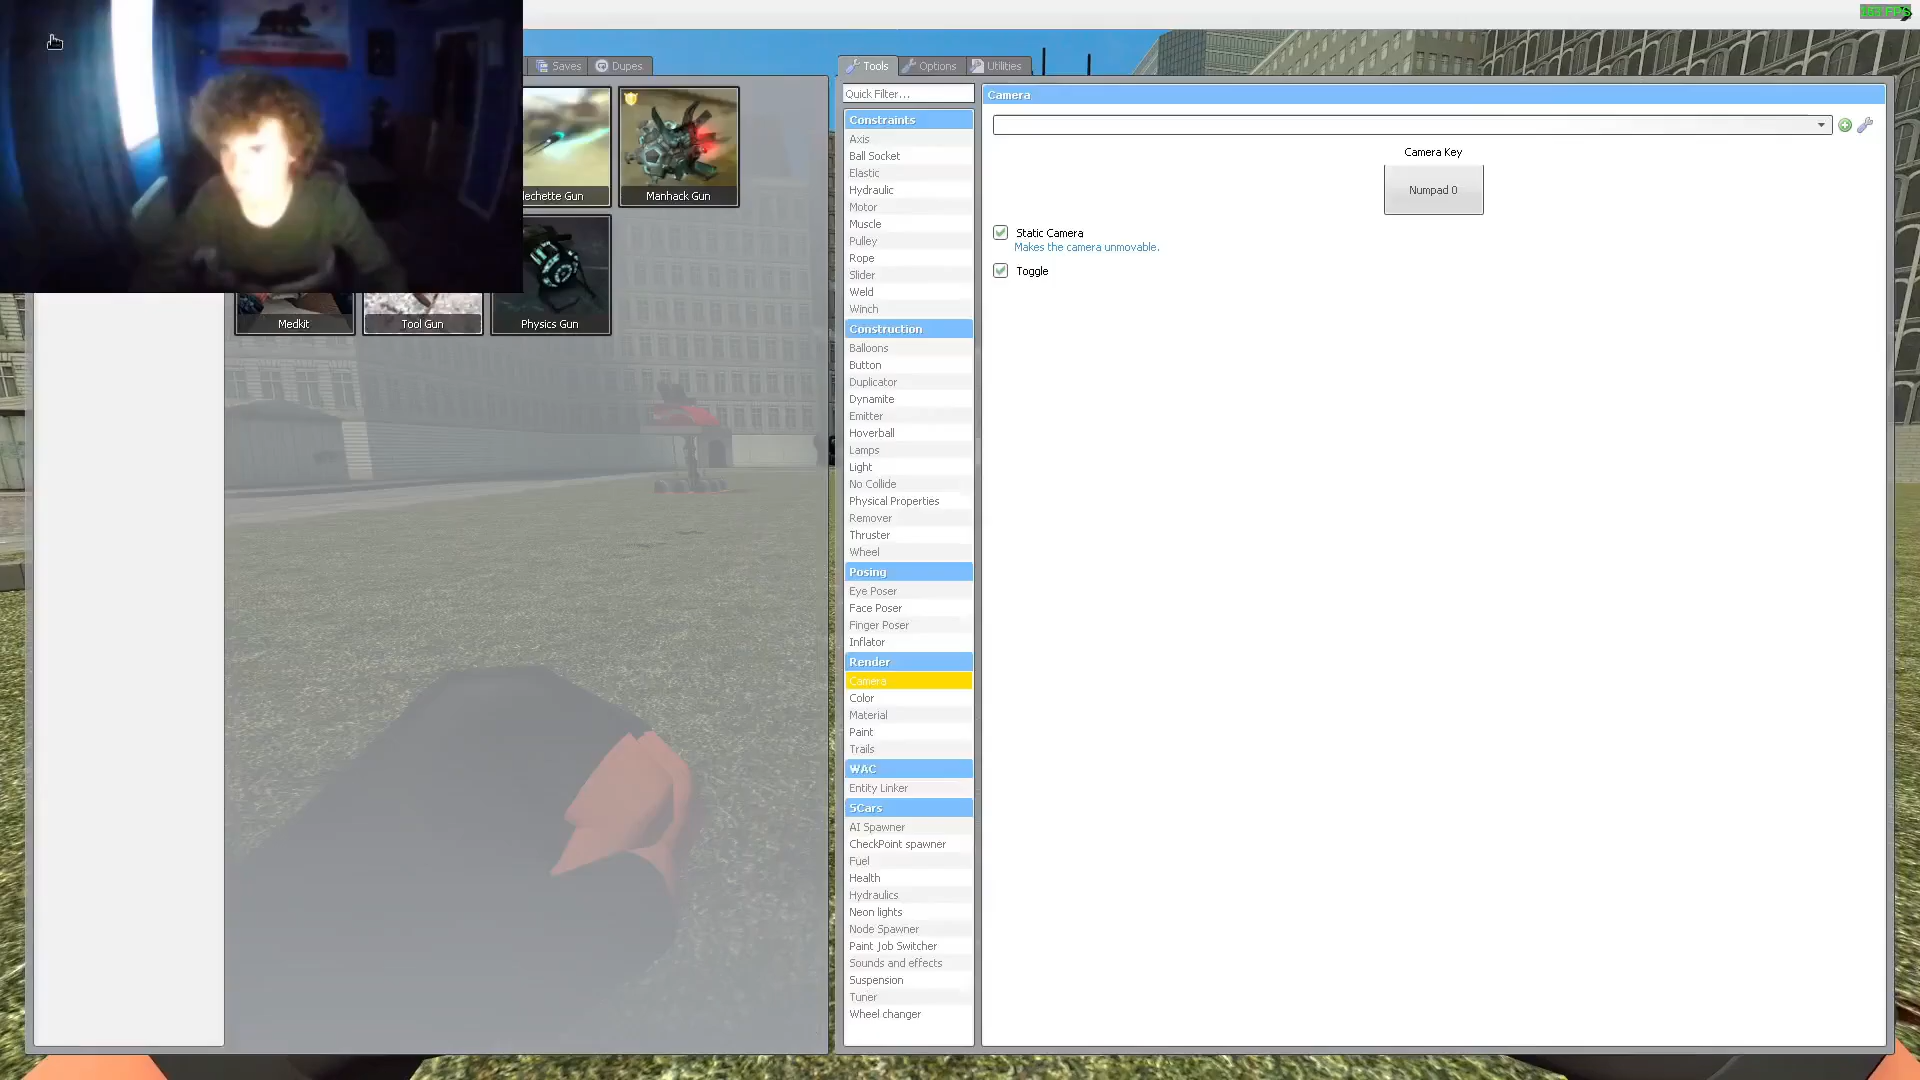 163 FPS
Saves
Dupes
Tools
Options
Utilities
Quick Filter...
Constraints
Axis
Ball Socket
Elastic
Hydraulic
Motor
Muscle
Pulley
Rope
Slider
Weld
Winch
Construction
Balloons
Button
Duplicator
Dynamite
Emitter
Hoverball
Lamps
Light
No Collide
Physical Properties
Remover
Thruster
Wheel
Posing
Eye Poser
Face Poser
Finger Poser
Inflator
Render
Camera
Color
Material
Paint
Trails
WAC
Entity Linker
SCars
AI Spawner
CheckPoint spawner
Fuel
Health
Hydraulics
Neon lights
Node Spawner
Paint Job Switcher
Sounds and effects
Suspension
Tuner
Wheel changer
Camera
Camera Key
Numpad 0
Static Camera
Makes the camera unmovable.
Toggle
lechette Gun
Manhack Gun
Medkit
Tool Gun
Physics Gun